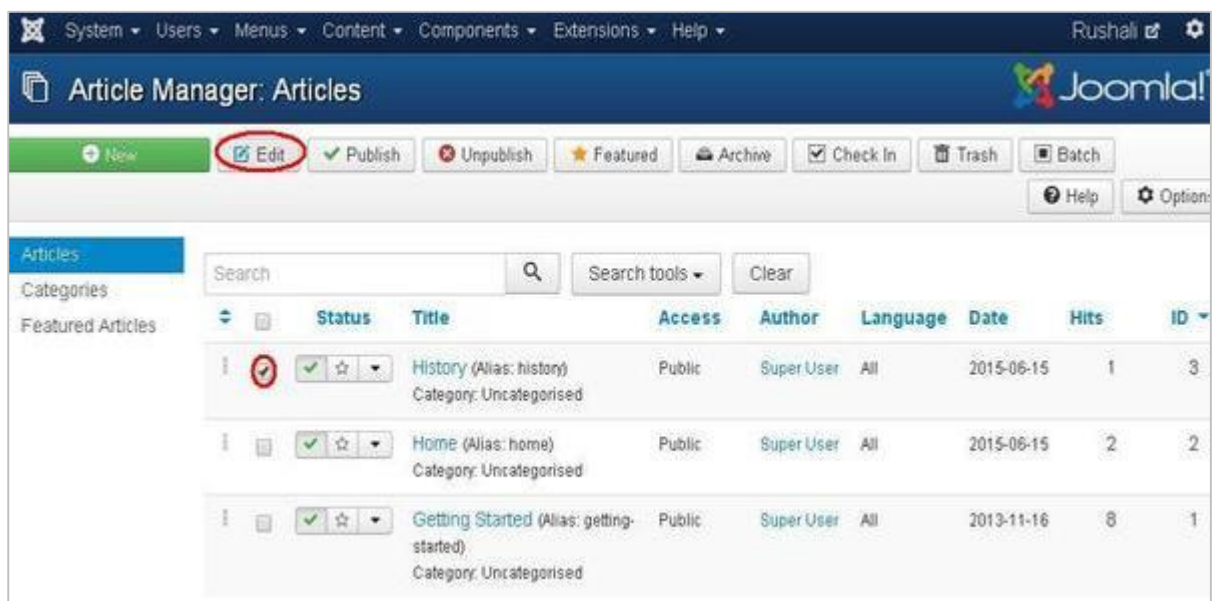 System Users Menus Content Components Extensions Help Rushali
Article Manager: Articles Joomla!
New Edit Publish Unpublish Featured Archive Check In Trash Batch
Help Options
Articles
Categories
Featured Articles
Search Search tools Clear
Status Title Access Author Language Date Hits ID
History (Alias: history) Public Super User All 2015-06-15 1 3
Category: Uncategorised
Home (Alias: home) Public Super User All 2015-06-15 2 2
Category: Uncategorised
Getting Started (Alias: getting- Public Super User All 2013-11-16 8 1
started)
Category: Uncategorised